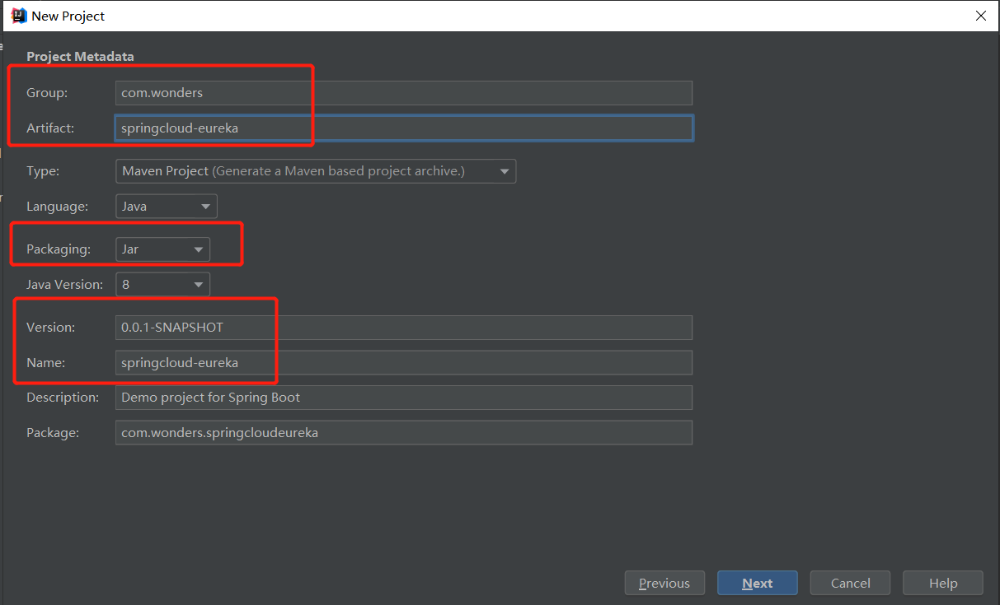 New Project
Project Metadata
Group: com.wonders
Artifact: springcloud-eureka
Type: Maven Project (Generate a Maven based project archive.)
Language: Java
Packaging: Jar
Java Version: 8
Version: 0.0.1-SNAPSHOT
Name: springcloud-eureka
Description: Demo project for Spring Boot
Package: com.wonders.springcloudeureka
Previous Next Cancel Help